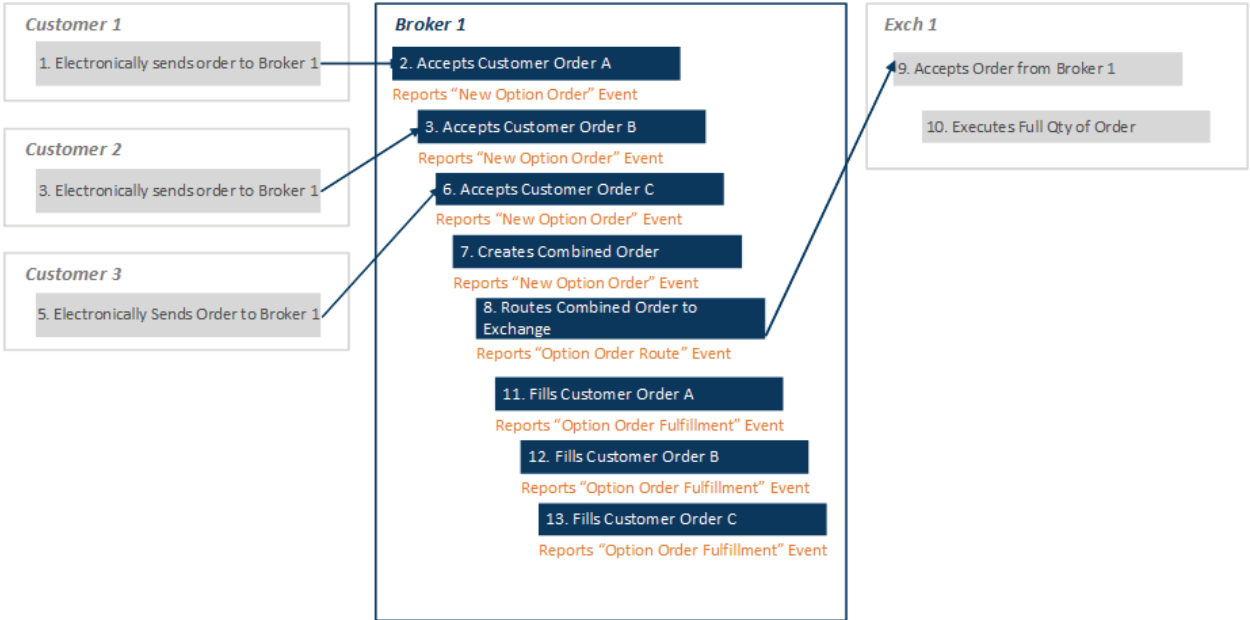 Customer 1
1. Electronically sends order to Broker 1
Customer 2
3. Electronically sends order to Broker 1
Customer 3
5. Electronically Sends Order to Broker 1
Broker 1
2. Accepts Customer Order A
Reports “New Option Order” Event
3. Accepts Customer Order B
Reports “New Option Order” Event
6. Accepts Customer Order C
Reports “New Option Order” Event
7. Creates Combined Order
Reports “New Option Order” Event
8. Routes Combined Order to
Exchange
Reports “Option Order Route” Event
11. Fills Customer Order A
Reports “Option Order Fulfillment” Event
12. Fills Customer Order B
Reports “Option Order Fulfillment” Event
13. Fills Customer Order C
Reports “Option Order Fulfillment” Event
Exch 1
9. Accepts Order from Broker 1
10. Executes Full Qty of Order